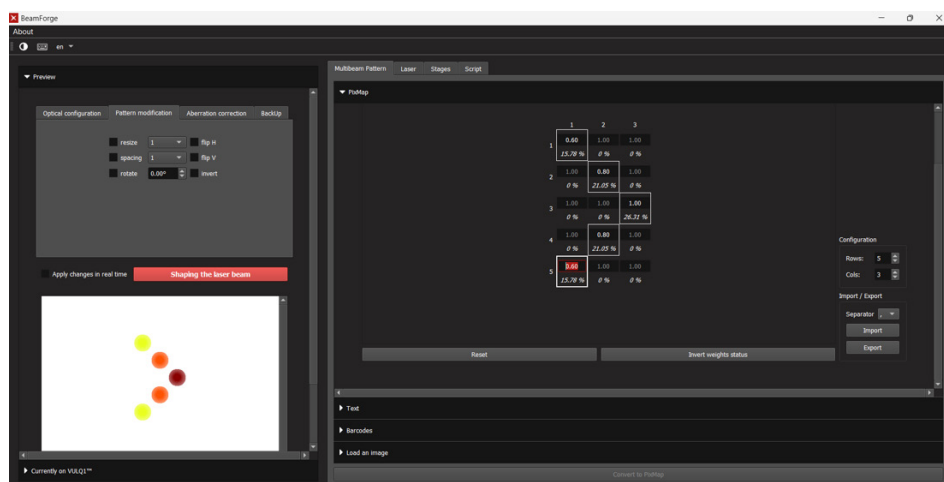 BeamForge
About
en
Preview
Optical configuration Pattern modification Aberration correction BackUp
resize 1 flip H
spacing 1 flip V
rotate 0.00° invert
Apply changes in real time Shaping the laser beam
Currently on VULQ1™
Multibeam Pattern Laser Stages Script
PixMap
1 2 3
1 0.60 1.00 1.00
15.78 % 0 % 0 %
2 1.00 0.80 1.00
0 % 21.05 % 0 %
3 1.00 1.00 1.00
0 % 0 % 26.31 %
4 1.00 0.80 1.00
0 % 21.05 % 0 %
5 0.60 1.00 1.00
15.78 % 0 % 0 %
Configuration
Rows: 5
Cols: 3
Import / Export
Separator ,
Import
Export
Reset Invert weights status
Text
Barcodes
Load an image
Convert to PixMap